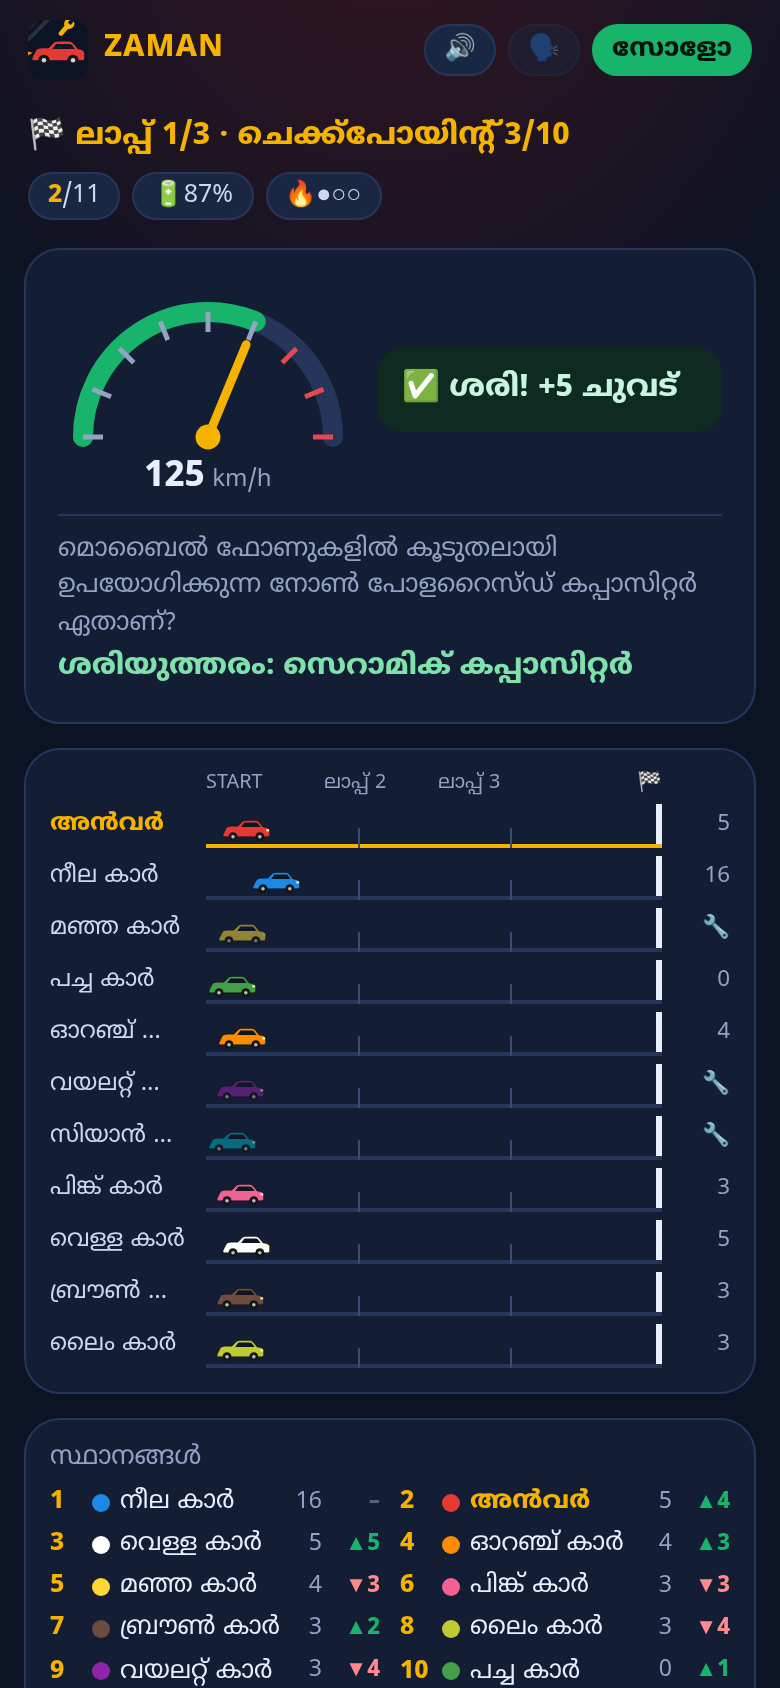 ZAMAN
സോളോ
🏁 ലാപ്പ് 1/3 · ചെക്ക്പോയിന്റ് 3/10
2/11 🔋87% 🔥●○○
✅ ശരി! +5 ചുവട്
125 km/h
മൊബൈൽ ഫോണുകളിൽ കൂടുതലായി
ഉപയോഗിക്കുന്ന നോൺ പോളറൈസ്ഡ് കപ്പാസിറ്റർ
ഏതാണ്?
ശരിയുത്തരം: സെറാമിക് കപ്പാസിറ്റർ
START ലാപ്പ് 2 ലാപ്പ് 3 🏁
അൻവർ 5
നീല കാർ 16
മഞ്ഞ കാർ 🔧
പച്ച കാർ 0
ഓറഞ്ച് ... 4
വയലറ്റ് ... 🔧
സിയാൻ ... 🔧
പിങ്ക് കാർ 3
വെള്ള കാർ 5
ബ്രൗൺ ... 3
ലൈം കാർ 3
സ്ഥാനങ്ങൾ
1 നീല കാർ 16 – 2 അൻവർ 5 ▲4
3 വെള്ള കാർ 5 ▲5 4 ഓറഞ്ച് കാർ 4 ▲3
5 മഞ്ഞ കാർ 4 ▼3 6 പിങ്ക് കാർ 3 ▼3
7 ബ്രൗൺ കാർ 3 ▲2 8 ലൈം കാർ 3 ▼4
9 വയലറ്റ് കാർ 3 ▼4 10 പച്ച കാർ 0 ▲1